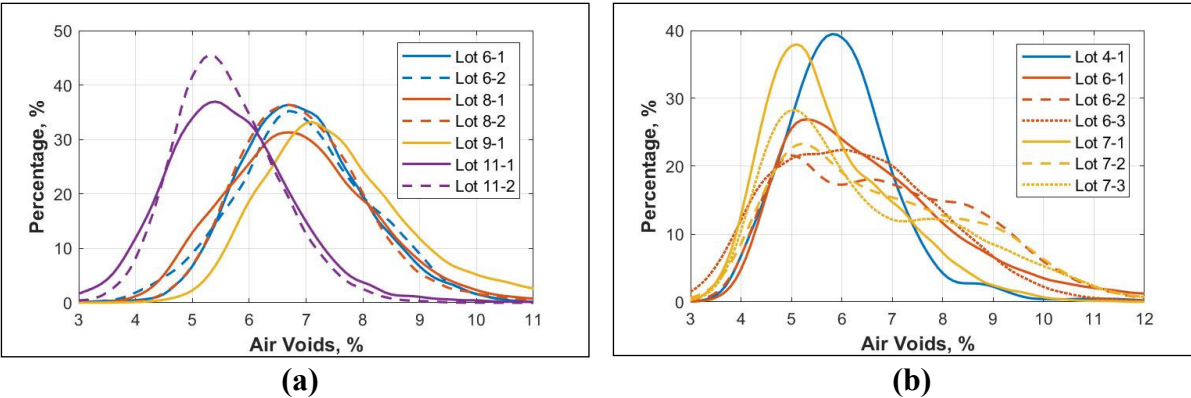 50
40
30
20
10
0
Percentage, %
3 4 5 6 7 8 9 10 11
Air Voids, %
Lot 6-1
Lot 6-2
Lot 8-1
Lot 8-2
Lot 9-1
Lot 11-1
Lot 11-2
(a)
40
30
20
10
0
Percentage, %
3 4 5 6 7 8 9 10 11 12
Air Voids, %
Lot 4-1
Lot 6-1
Lot 6-2
Lot 6-3
Lot 7-1
Lot 7-2
Lot 7-3
(b)